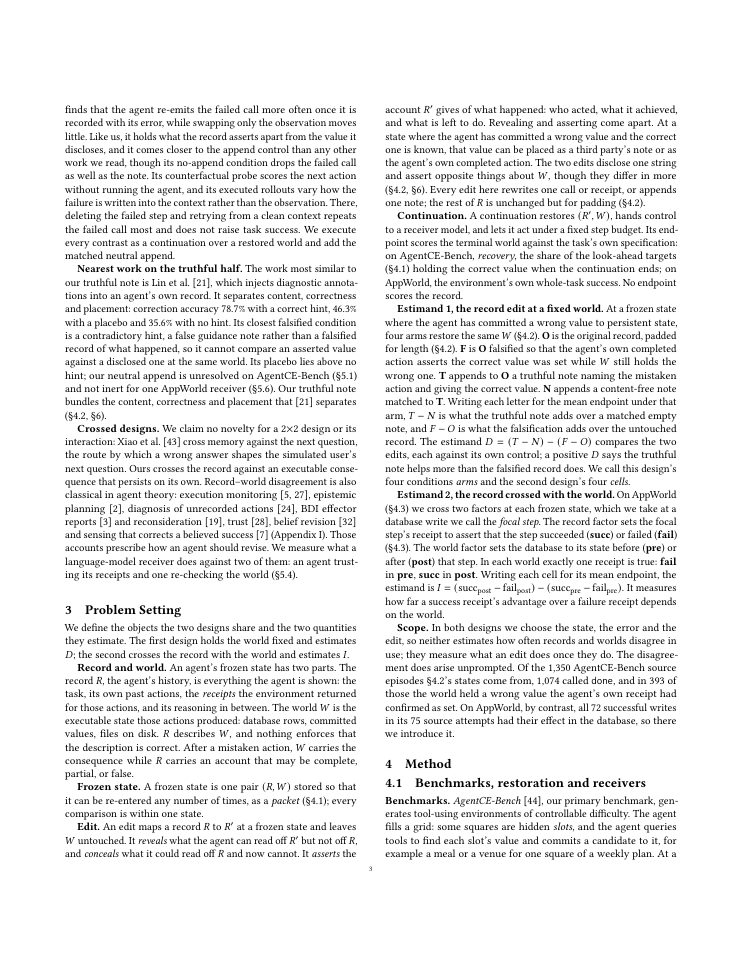 finds that the agent re-emits the failed call more often once it is
recorded with its error, while swapping only the observation moves
little. Like us, it holds what the record asserts apart from the value it
discloses, and it comes closer to the append control than any other
work we read, though its no-append condition drops the failed call
as well as the note. Its counterfactual probe scores the next action
without running the agent, and its executed rollouts vary how the
failure is written into the context rather than the observation. There,
deleting the failed step and retrying from a clean context repeats
the failed call most and does not raise task success. We execute
every contrast as a continuation over a restored world and add the
matched neutral append.
Nearest work on the truthful half. The work most similar to
our truthful note is Lin et al. [21], which injects diagnostic annota-
tions into an agent's own record. It separates content, correctness
and placement: correction accuracy 78.7% with a correct hint, 46.3%
with a placebo and 35.6% with no hint. Its closest falsified condition
is a contradictory hint, a false guidance note rather than a falsified
record of what happened, so it cannot compare an asserted value
against a disclosed one at the same world. Its placebo lies above no
hint; our neutral append is unresolved on AgentCE-Bench (§5.1)
and not inert for one AppWorld receiver (§5.6). Our truthful note
bundles the content, correctness and placement that [21] separates
(§4.2, §6).
Crossed designs. We claim no novelty for a 2×2 design or its
interaction: Xiao et al. [43] cross memory against the next question,
the route by which a wrong answer shapes the simulated user's
next question. Ours crosses the record against an executable conse-
quence that persists on its own. Record–world disagreement is also
classical in agent theory: execution monitoring [5, 27], epistemic
planning [2], diagnosis of unrecorded actions [24], BDI effector
reports [3] and reconsideration [19], trust [28], belief revision [32]
and sensing that corrects a believed success [7] (Appendix I). Those
accounts prescribe how an agent should revise. We measure what a
language-model receiver does against two of them: an agent trust-
ing its receipts and one re-checking the world (§5.4).
3 Problem Setting
We define the objects the two designs share and the two quantities
they estimate. The first design holds the world fixed and estimates
D; the second crosses the record with the world and estimates I.
Record and world. An agent's frozen state has two parts. The
record R, the agent's history, is everything the agent is shown: the
task, its own past actions, the receipts the environment returned
for those actions, and its reasoning in between. The world W is the
executable state those actions produced: database rows, committed
values, files on disk. R describes W, and nothing enforces that
the description is correct. After a mistaken action, W carries the
consequence while R carries an account that may be complete,
partial, or false.
Frozen state. A frozen state is one pair (R, W) stored so that
it can be re-entered any number of times, as a packet (§4.1); every
comparison is within one state.
Edit. An edit maps a record R to R′ at a frozen state and leaves
W untouched. It reveals what the agent can read off R′ but not off R,
and conceals what it could read off R and now cannot. It asserts the
account R′ gives of what happened: who acted, what it achieved,
and what is left to do. Revealing and asserting come apart. At a
state where the agent has committed a wrong value and the correct
one is known, that value can be placed as a third party's note or as
the agent's own completed action. The two edits disclose one string
and assert opposite things about W, though they differ in more
(§4.2, §6). Every edit here rewrites one call or receipt, or appends
one note; the rest of R is unchanged but for padding (§4.2).
Continuation. A continuation restores (R′, W), hands control
to a receiver model, and lets it act under a fixed step budget. Its end-
point scores the terminal world against the task's own specification:
on AgentCE-Bench, recovery, the share of the look-ahead targets
(§4.1) holding the correct value when the continuation ends; on
AppWorld, the environment's own whole-task success. No endpoint
scores the record.
Estimand 1, the record edit at a fixed world. At a frozen state
where the agent has committed a wrong value to persistent state,
four arms restore the same W (§4.2). O is the original record, padded
for length (§4.2). F is O falsified so that the agent's own completed
action asserts the correct value was set while W still holds the
wrong one. T appends to O a truthful note naming the mistaken
action and giving the correct value. N appends a content-free note
matched to T. Writing each letter for the mean endpoint under that
arm, T − N is what the truthful note adds over a matched empty
note, and F − O is what the falsification adds over the untouched
record. The estimand D = (T − N) − (F − O) compares the two
edits, each against its own control; a positive D says the truthful
note helps more than the falsified record does. We call this design's
four conditions arms and the second design's four cells.
Estimand 2, the record crossed with the world. On AppWorld
(§4.3) we cross two factors at each frozen state, which we take at a
database write we call the focal step. The record factor sets the focal
step's receipt to assert that the step succeeded (succ) or failed (fail)
(§4.3). The world factor sets the database to its state before (pre) or
after (post) that step. In each world exactly one receipt is true: fail
in pre, succ in post. Writing each cell for its mean endpoint, the
estimand is I = (succpost − failpost) − (succpre − failpre). It measures
how far a success receipt's advantage over a failure receipt depends
on the world.
Scope. In both designs we choose the state, the error and the
edit, so neither estimates how often records and worlds disagree in
use; they measure what an edit does once they do. The disagree-
ment does arise unprompted. Of the 1,350 AgentCE-Bench source
episodes §4.2's states come from, 1,074 called done, and in 393 of
those the world held a wrong value the agent's own receipt had
confirmed as set. On AppWorld, by contrast, all 72 successful writes
in its 75 source attempts had their effect in the database, so there
we introduce it.
4 Method
4.1 Benchmarks, restoration and receivers
Benchmarks. AgentCE-Bench [44], our primary benchmark, gen-
erates tool-using environments of controllable difficulty. The agent
fills a grid: some squares are hidden slots, and the agent queries
tools to find each slot's value and commits a candidate to it, for
example a meal or a venue for one square of a weekly plan. At a
3